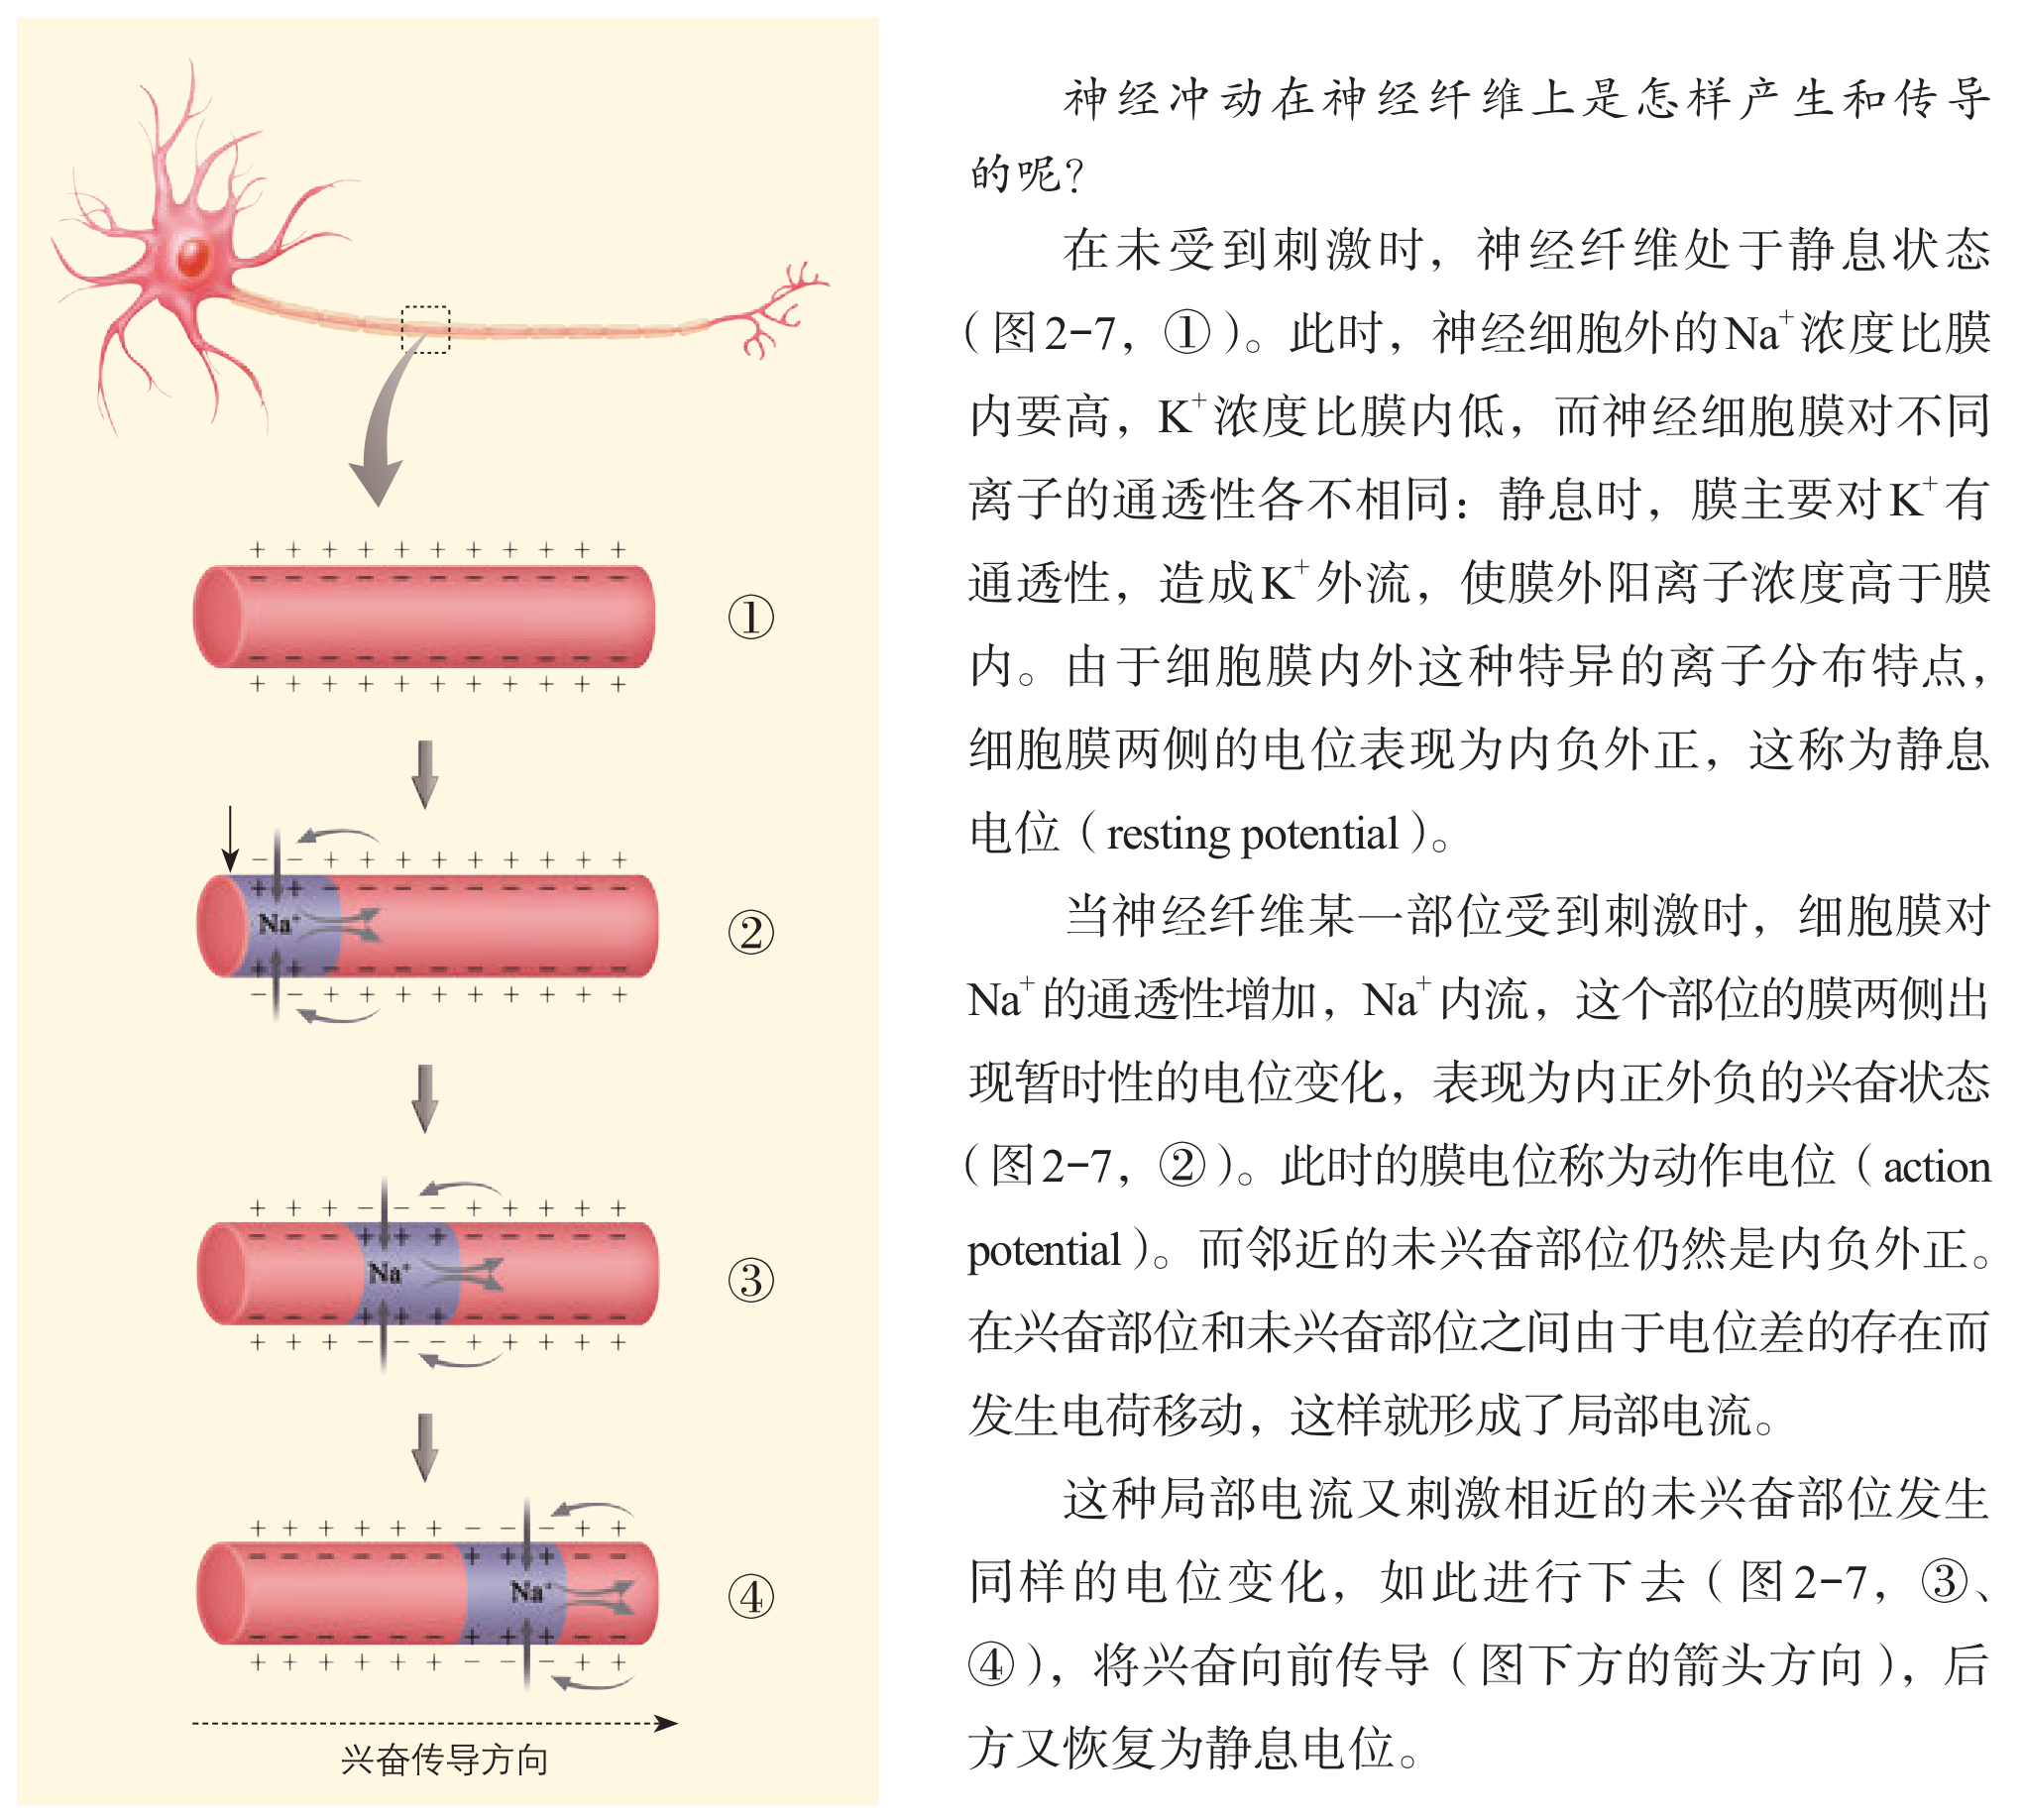 神经冲动在神经纤维上是怎样产生和传导
的呢？
在未受到刺激时，神经纤维处于静息状态
（图2-7，①）。此时，神经细胞外的Na⁺浓度比膜
内要高，K⁺浓度比膜内低，而神经细胞膜对不同
离子的通透性各不相同：静息时，膜主要对K⁺有
通透性，造成K⁺外流，使膜外阳离子浓度高于膜
内。由于细胞膜内外这种特异的离子分布特点，
细胞膜两侧的电位表现为内负外正，这称为静息
电位（resting potential）。
当神经纤维某一部位受到刺激时，细胞膜对
Na⁺的通透性增加，Na⁺内流，这个部位的膜两侧出
现暂时性的电位变化，表现为内正外负的兴奋状态
（图2-7，②）。此时的膜电位称为动作电位（action
potential）。而邻近的未兴奋部位仍然是内负外正。
在兴奋部位和未兴奋部位之间由于电位差的存在而
发生电荷移动，这样就形成了局部电流。
这种局部电流又刺激相近的未兴奋部位发生
同样的电位变化，如此进行下去（图2-7，③、
④），将兴奋向前传导（图下方的箭头方向），后
方又恢复为静息电位。
+ + + + + + + + + + +
− − − − − − − − − − −
①
− − − − − − − − − − −
+ + + + + + + + + + +
− − + + + + + + + + +
+ + − − − − − − − − −
Na⁺
②
+ + − − − − − − − − −
− − + + + + + + + + +
+ + + − − − + + + + +
− − − + + + − − − − −
Na⁺
③
− − − + + + − − − − −
+ + + − − − + + + + +
+ + + + + + − − − + +
− − − − − − + + + − −
Na⁺
④
− − − − − − + + + − −
+ + + + + + − − − + +
兴奋传导方向